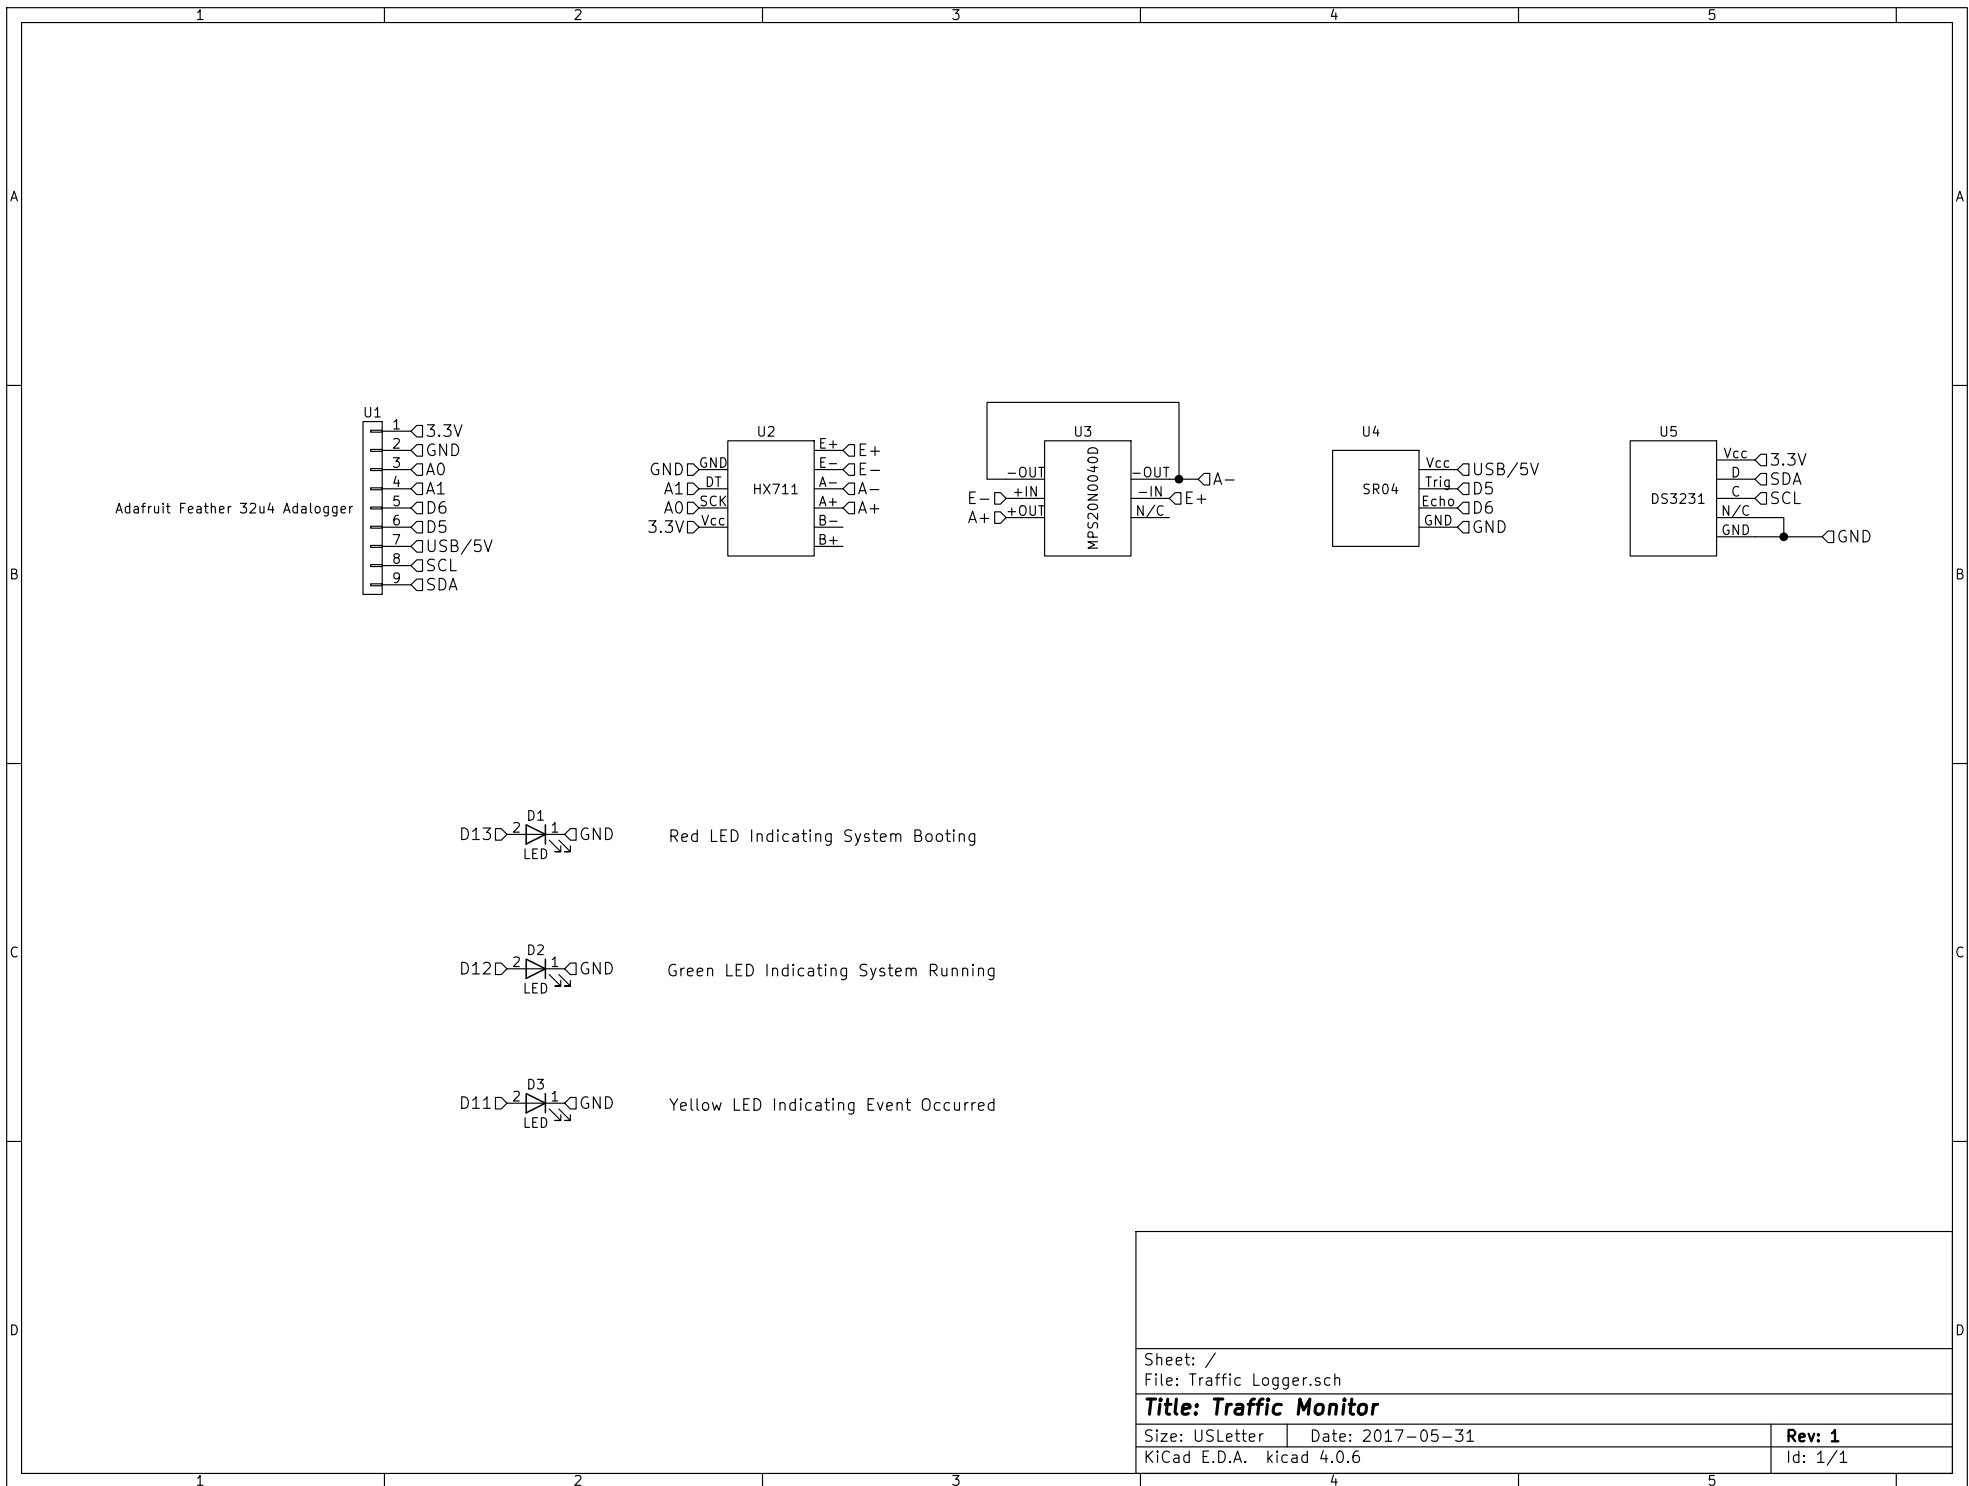 1 2 3 4 5
A A
U1
1 3.3V
2 GND
3 A0
4 A1
5 D6
6 D5
7 USB/5V
8 SCL
9 SDA
Adafruit Feather 32u4 Adalogger
U2
HX711
GND GND
A1 DT
A0 SCK
3.3V Vcc
E+ E+
E- E-
A- A-
A+ A+
B-
B+
U3
MPS20N0040D
-OUT
E- +IN
A+ +OUT
-OUT A-
-IN E+
N/C
U4
SR04
Vcc USB/5V
Trig D5
Echo D6
GND GND
U5
DS3231
Vcc 3.3V
D SDA
C SCL
N/C
GND GND
B B
D1
D13 2 1 GND
LED
Red LED Indicating System Booting
D2
D12 2 1 GND
LED
Green LED Indicating System Running
C C
D3
D11 2 1 GND
LED
Yellow LED Indicating Event Occurred
D D
Sheet: /
File: Traffic Logger.sch
Title: Traffic Monitor
Size: USLetter Date: 2017-05-31 Rev: 1
KiCad E.D.A. kicad 4.0.6 Id: 1/1
1 2 3 4 5